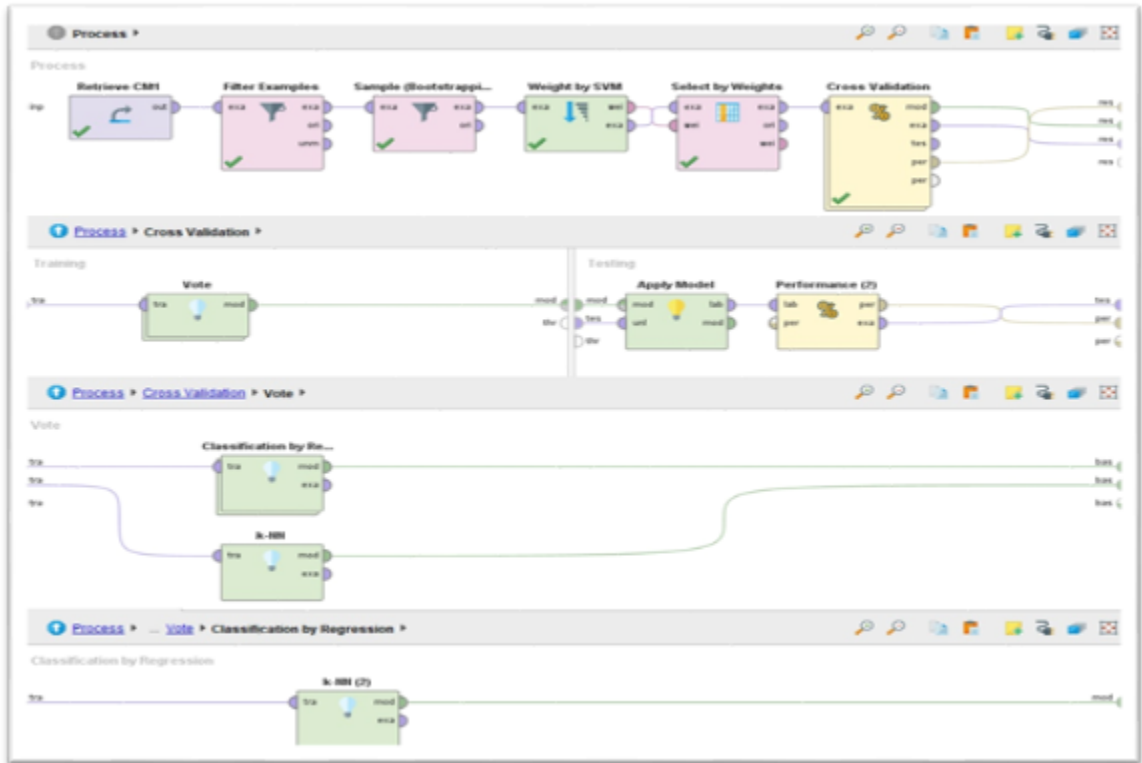 Process
Process
Retrieve CM1 Filter Examples Sample (Bootstrappi... Weight by SVM Select by Weights Cross Validation
inp out exa exa exa exa exa wei exa exa exa mod res
ori ori exa wei ori exa res
unm wei tes res
per res
per
Process Cross Validation
Training Testing
Vote Apply Model Performance (2)
tra tra mod mod mod mod lab lab per tes
thr tes unl mod per exa per
thr per
Process Cross Validation Vote
Vote
Classification by Re...
tra tra mod bas
tra exa bas
tra bas
k-NN
tra mod
exa
Process ... Vote Classification by Regression
Classification by Regression
k-NN (2)
tra tra mod mod
exa